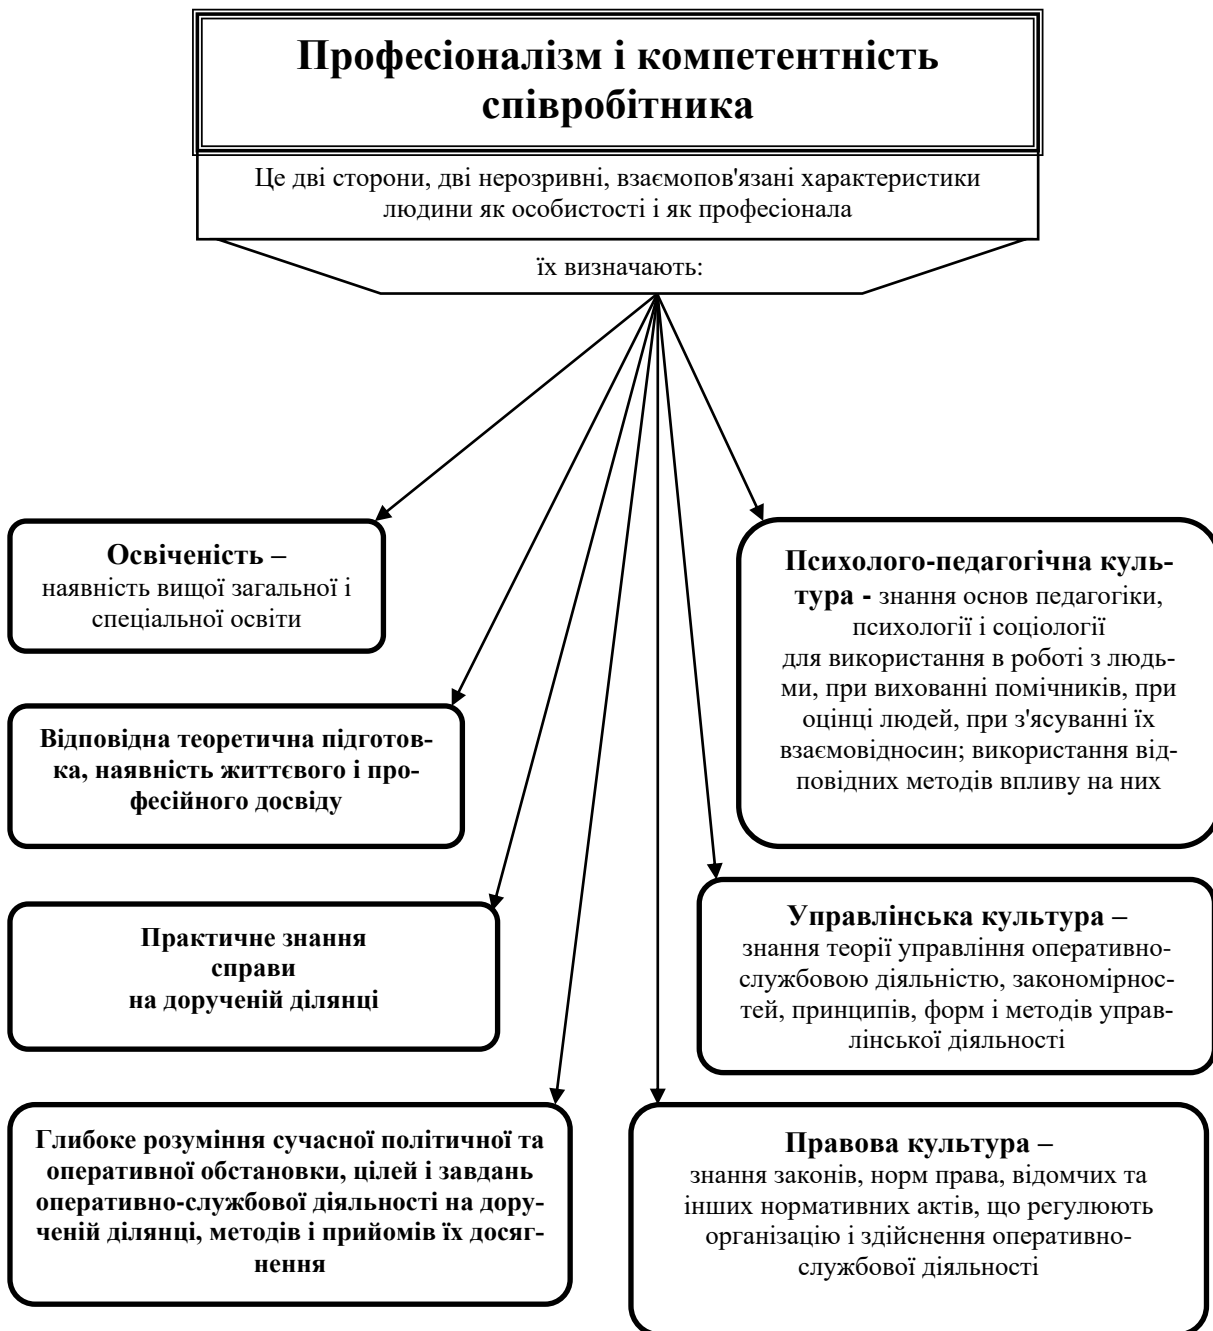 Професіоналізм і компетентність
співробітника
Це дві сторони, дві нерозривні, взаємопов'язані характеристики
людини як особистості і як професіонала
їх визначають:
Освіченість –
наявність вищої загальної і
спеціальної освіти
Відповідна теоретична підготов-
ка, наявність життєвого і про-
фесійного досвіду
Практичне знання
справи
на дорученій ділянці
Глибоке розуміння сучасної політичної та
оперативної обстановки, цілей і завдань
оперативно-службової діяльності на дору-
ченій ділянці, методів і прийомів їх досяг-
нення
Психолого-педагогічна куль-
тура - знання основ педагогіки,
психології і соціології
для використання в роботі з людь-
ми, при вихованні помічників, при
оцінці людей, при з'ясуванні їх
взаємовідносин; використання від-
повідних методів впливу на них
Управлінська культура –
знання теорії управління оперативно-
службовою діяльністю, закономірнос-
тей, принципів, форм і методів управ-
лінської діяльності
Правова культура –
знання законів, норм права, відомчих та
інших нормативних актів, що регулюють
організацію і здійснення оперативно-
службової діяльності